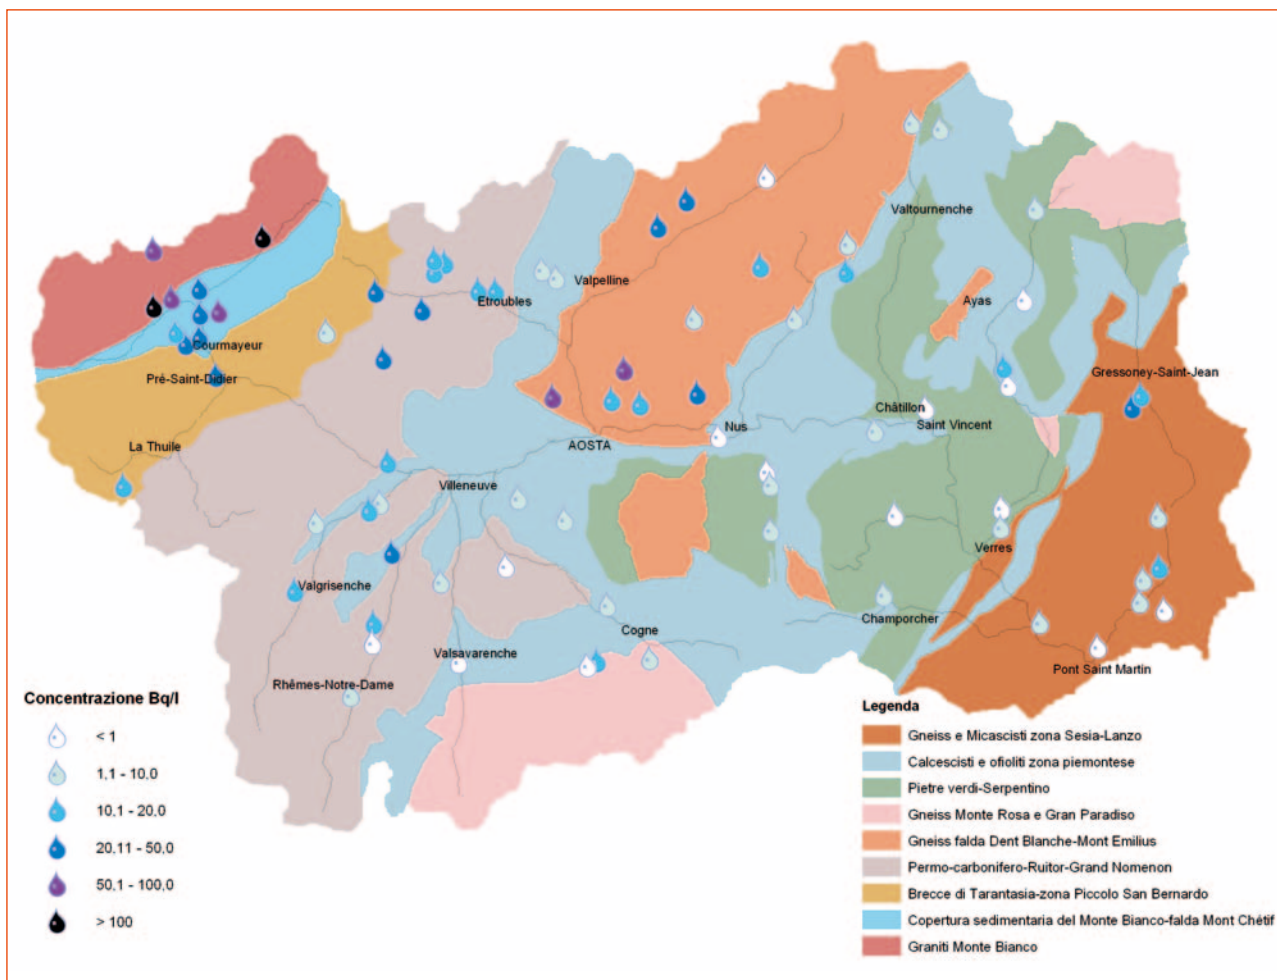 Valtournenche
Valpelline
Etroubles
Ayas
Courmayeur
Pré-Saint-Didier
Gressoney-Saint-Jean
Châtillon
Saint Vincent
Nus
AOSTA
La Thuile
Villeneuve
Verres
Valgrisenche
Champorcher
Cogne
Valsavarenche
Pont Saint Martin
Rhêmes-Notre-Dame
Concentrazione Bq/l
< 1
1,1 - 10,0
10,1 - 20,0
20,11 - 50,0
50,1 - 100,0
> 100
Legenda
Gneiss e Micascisti zona Sesia-Lanzo
Calcescisti e ofioliti zona piemontese
Pietre verdi-Serpentino
Gneiss Monte Rosa e Gran Paradiso
Gneiss falda Dent Blanche-Mont Emilius
Permo-carbonifero-Ruitor-Grand Nomenon
Brecce di Tarantasia-zona Piccolo San Bernardo
Copertura sedimentaria del Monte Bianco-falda Mont Chétif
Graniti Monte Bianco